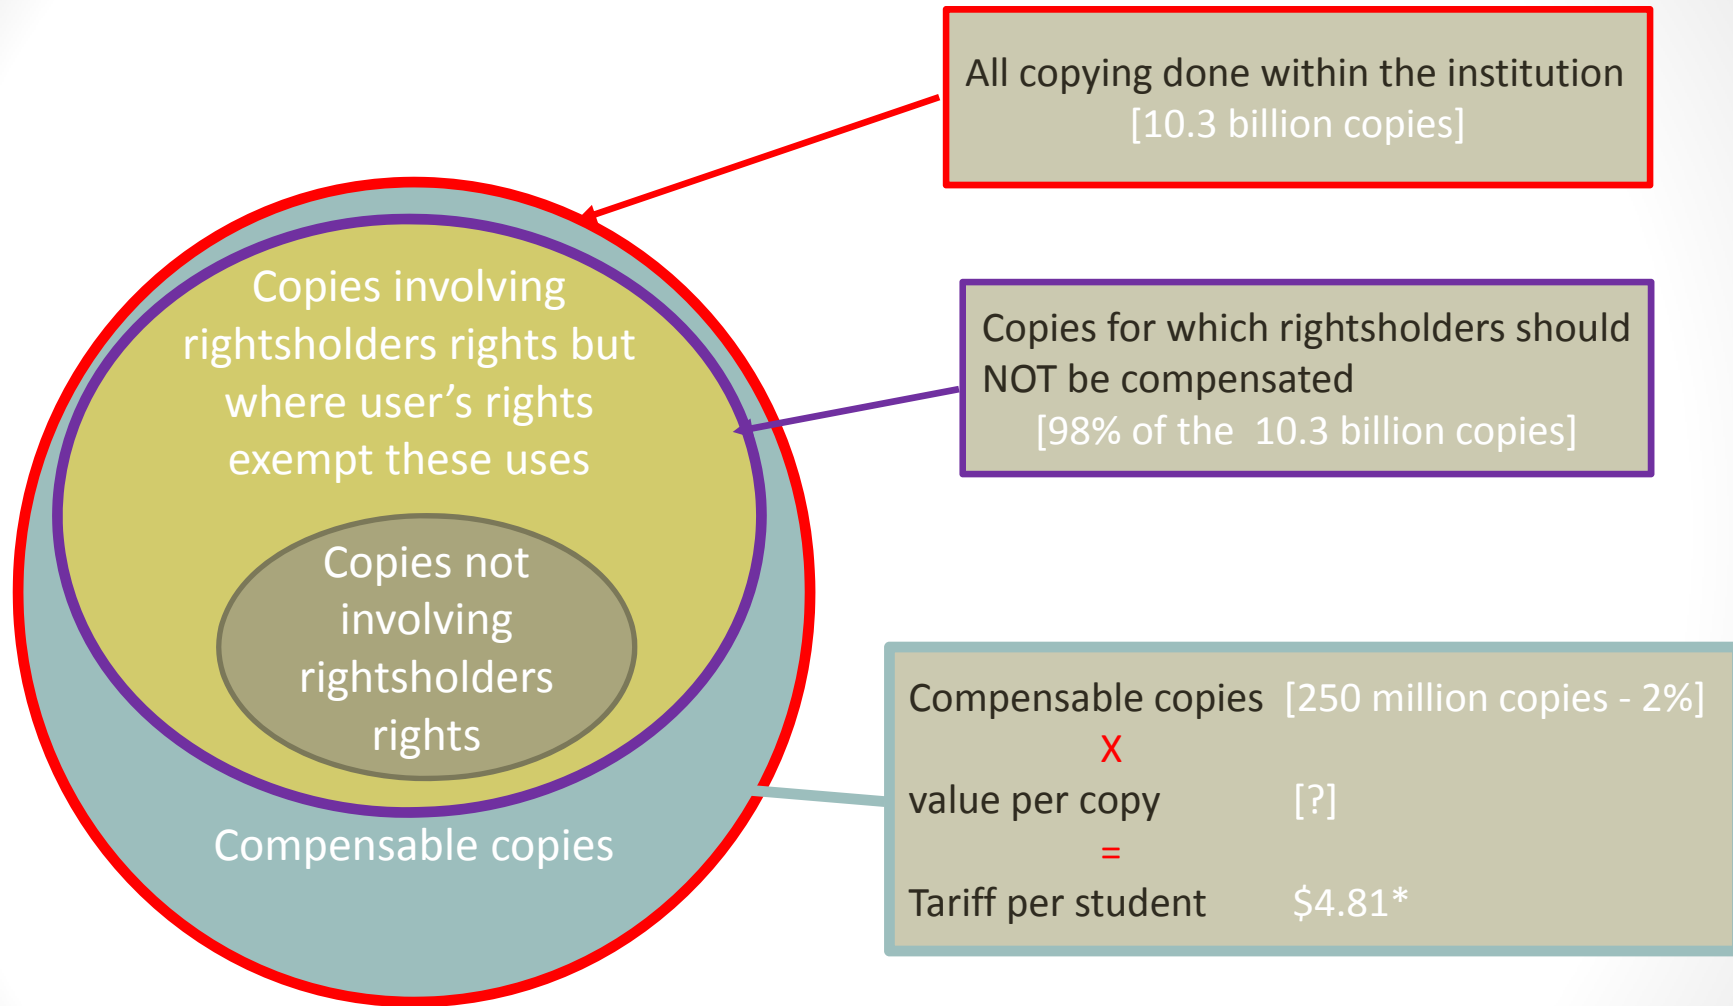 All copying done within the institution
[10.3 billion copies]
Copies involving
rightsholders rights but
where user’s rights
exempt these uses
Copies for which rightsholders should
NOT be compensated
[98% of the 10.3 billion copies]
Copies not
involving
rightsholders
rights
Compensable copies
Compensable copies [250 million copies - 2%]
X
value per copy [?]
=
Tariff per student $4.81*